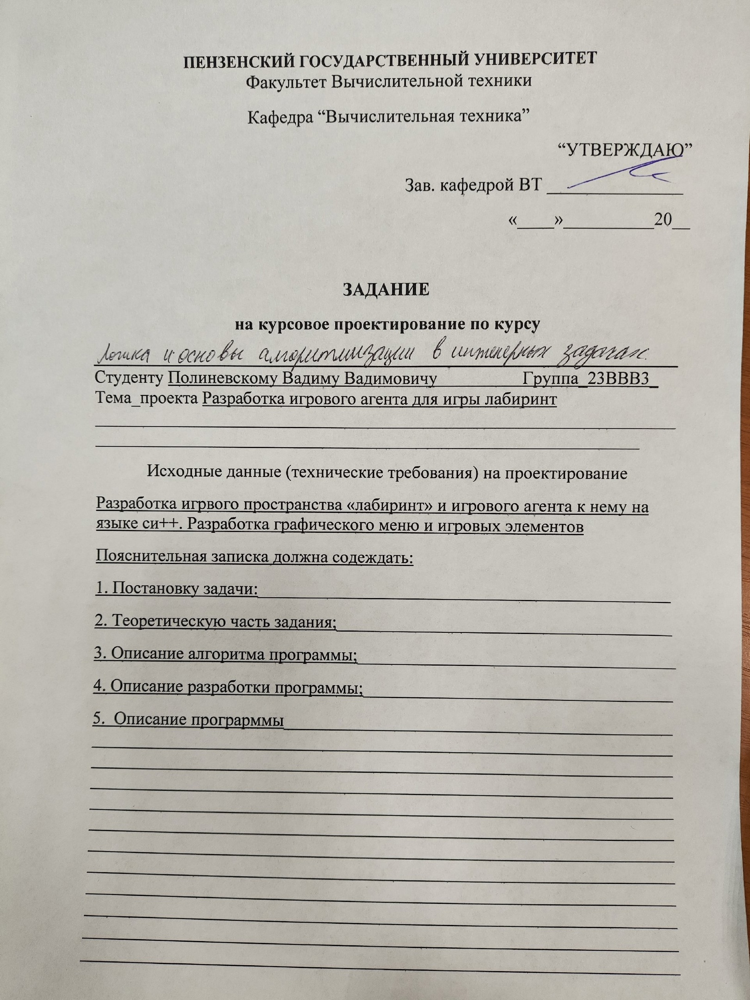 ПЕНЗЕНСКИЙ ГОСУДАРСТВЕННЫЙ УНИВЕРСИТЕТ
Факультет Вычислительной техники
Кафедра “Вычислительная техника”
“УТВЕРЖДАЮ”
Зав. кафедрой ВТ ______________
«____»__________20__
ЗАДАНИЕ
на курсовое проектирование по курсу
Логика и основы алгоритмизации в инженерных задачах.
Студенту Полиневскому Вадиму Вадимовичу Группа_23ВВВ3_
Тема_проекта Разработка игрового агента для игры лабиринт
Исходные данные (технические требования) на проектирование
Разработка игрвого пространства «лабиринт» и игрового агента к нему на
языке си++. Разработка графического меню и игровых элементов
Пояснительная записка должна содеждать:
1. Постановку задачи:
2. Теоретическую часть задания;
3. Описание алгоритма программы;
4. Описание разработки программы;
5. Описание прогрaрммы